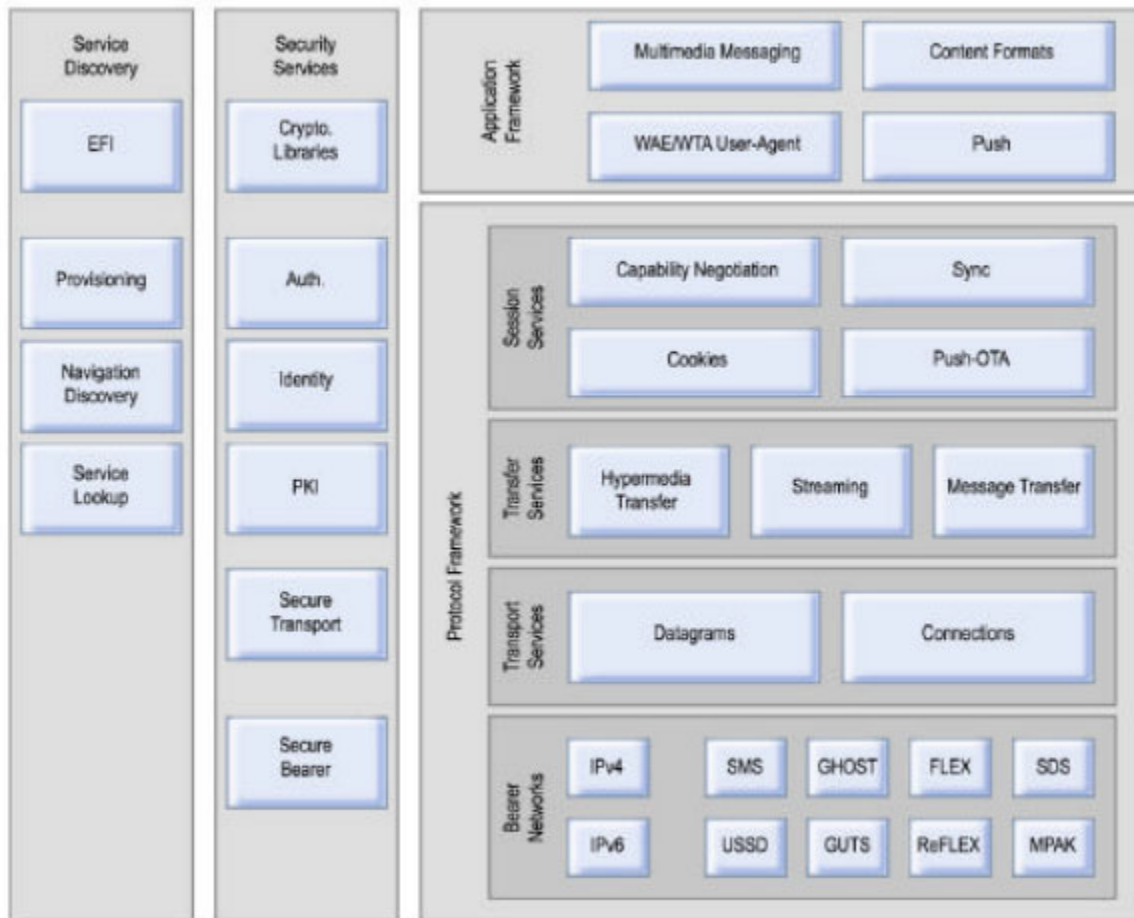 Service
Discovery
EFI
Provisioning
Navigation
Discovery
Service
Lookup
Security
Services
Crypto.
Libraries
Auth.
Identity
PKI
Secure
Transport
Secure
Bearer
Application
Framework
Multimedia Messaging
Content Formats
WAE/WTA User-Agent
Push
Protocol Framework
Session
Services
Capability Negotiation
Sync
Cookies
Push-OTA
Transfer
Services
Hypermedia
Transfer
Streaming
Message Transfer
Transport
Services
Datagrams
Connections
Bearer
Networks
IPv4
SMS
GHOST
FLEX
SDS
IPv6
USSD
GUTS
ReFLEX
MPAK